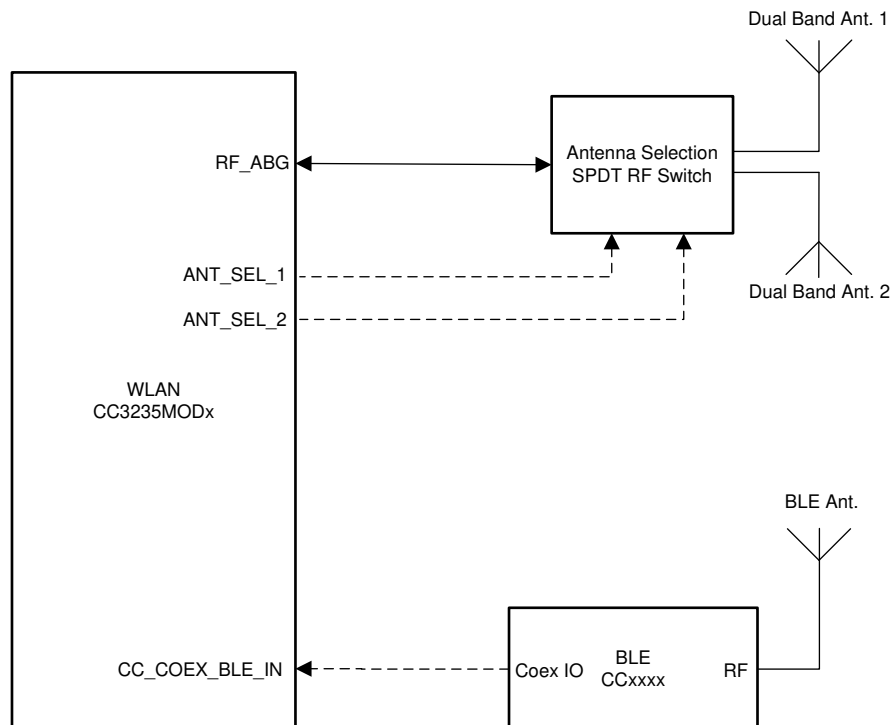 Dual Band Ant. 1
RF_ABG
Antenna Selection
SPDT RF Switch
ANT_SEL_1
Dual Band Ant. 2
ANT_SEL_2
WLAN
CC3235MODx
BLE Ant.
CC_COEX_BLE_IN
Coex IO
BLE
CCxxxx
RF